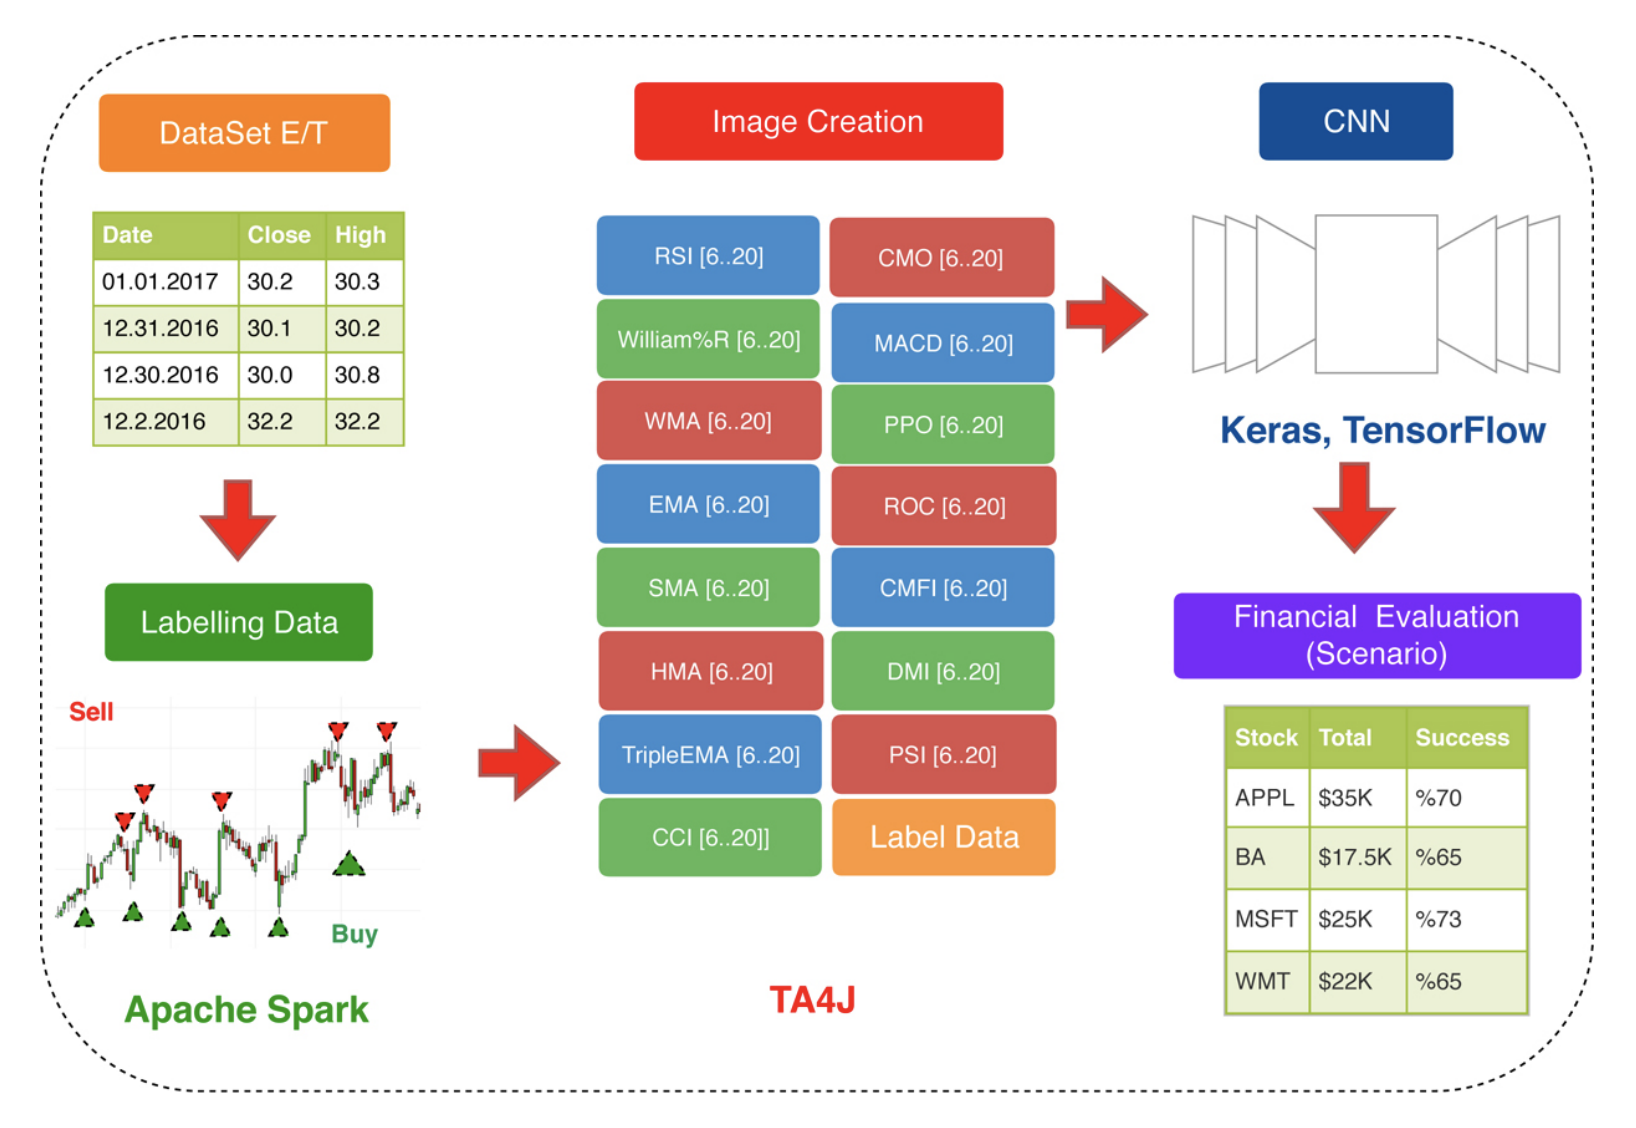 DataSet E/T
Date Close High
01.01.2017 30.2 30.3
12.31.2016 30.1 30.2
12.30.2016 30.0 30.8
12.2.2016 32.2 32.2
Labelling Data
Sell
Buy
Apache Spark
Image Creation
RSI [6..20] CMO [6..20]
William%R [6..20] MACD [6..20]
WMA [6..20] PPO [6..20]
EMA [6..20] ROC [6..20]
SMA [6..20] CMFI [6..20]
HMA [6..20] DMI [6..20]
TripleEMA [6..20] PSI [6..20]
CCI [6..20]] Label Data
TA4J
CNN
Keras, TensorFlow
Financial Evaluation
(Scenario)
Stock Total Success
APPL $35K %70
BA $17.5K %65
MSFT $25K %73
WMT $22K %65